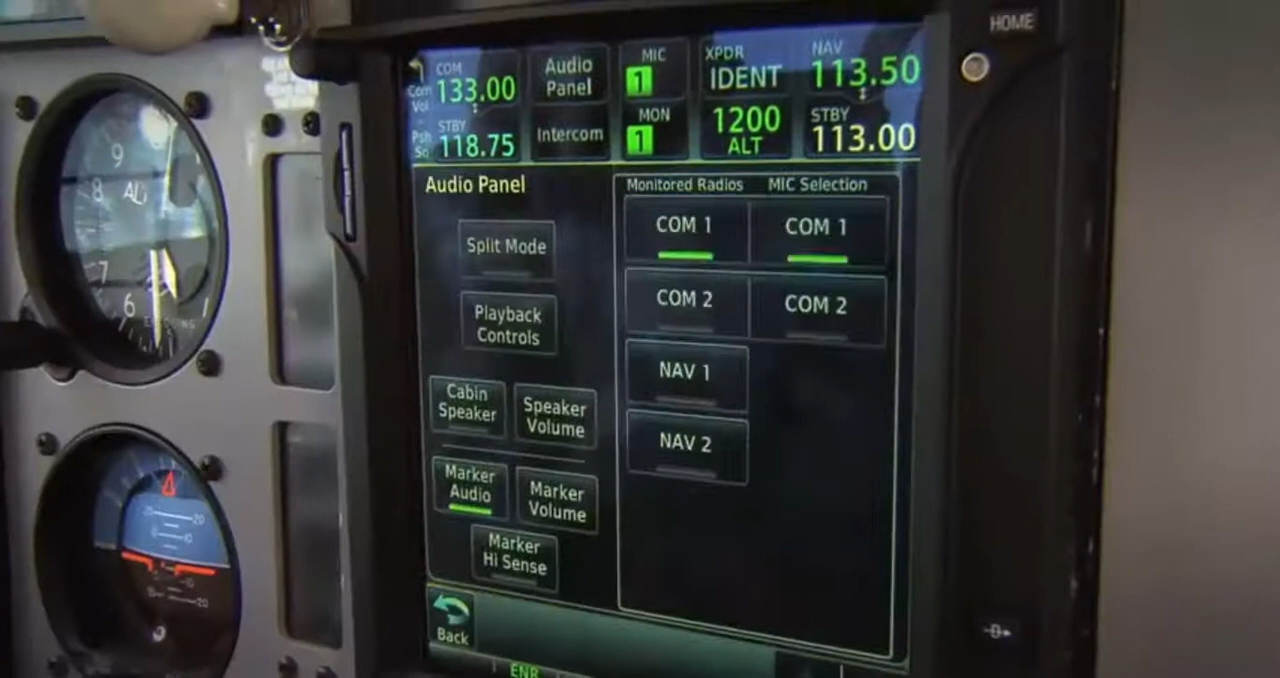 HOME
COM
133.00
Com
Vol
STBY
118.75
Psh
Sq
Audio
Panel
Intercom
MIC
1
MON
1
XPDR
IDENT
1200
ALT
NAV
113.50
STBY
113.00
Audio Panel
Split Mode
Playback
Controls
Cabin
Speaker
Speaker
Volume
Marker
Audio
Marker
Volume
Marker
Hi Sense
Monitored Radios
MIC Selection
COM 1
COM 1
COM 2
COM 2
NAV 1
NAV 2
Back
ENR
9
8
ALT
7
6
20
20
20